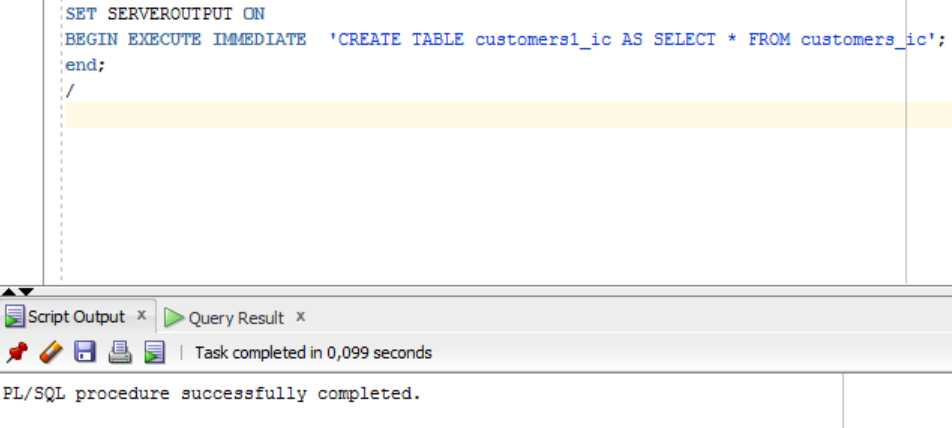 SET SERVEROUTPUT ON
BEGIN EXECUTE IMMEDIATE  'CREATE TABLE customers1_ic AS SELECT * FROM customers_ic';
end;
/
Script Output x Query Result x
Task completed in 0,099 seconds
PL/SQL procedure successfully completed.